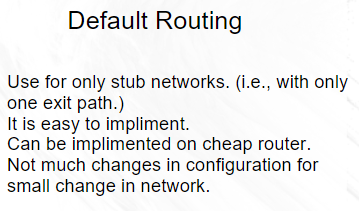 Default Routing
Use for only stub networks. (i.e., with only
one exit path.)
It is easy to impliment.
Can be implimented on cheap router.
Not much changes in configuration for
small change in network.